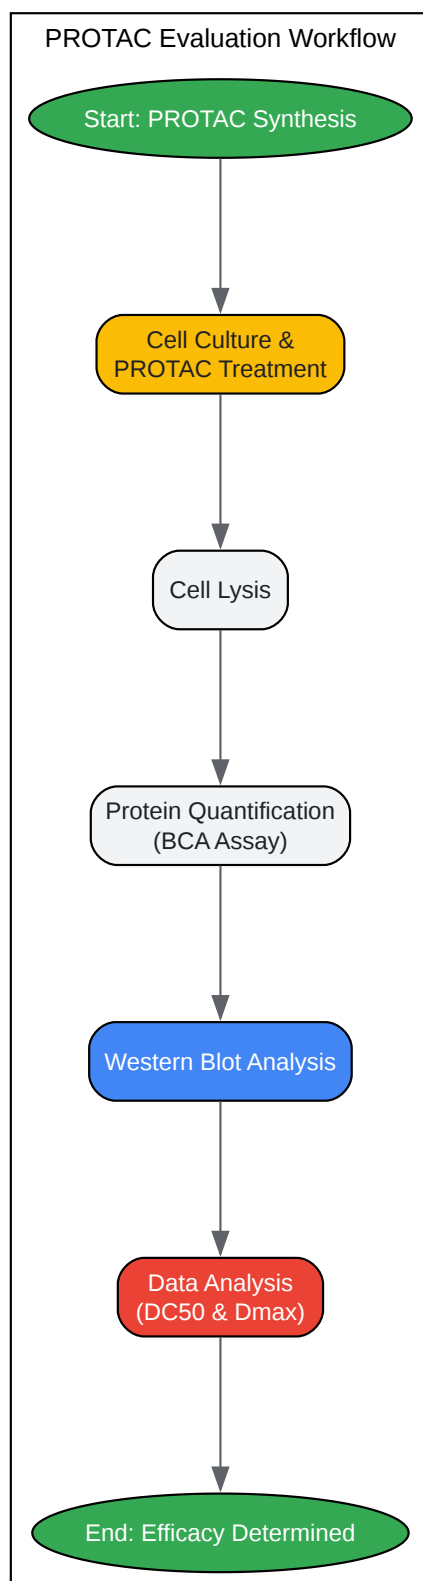 PROTAC Evaluation Workflow
Start: PROTAC Synthesis
Cell Culture &
PROTAC Treatment
Cell Lysis
Protein Quantification
(BCA Assay)
Western Blot Analysis
Data Analysis
(DC50 & Dmax)
End: Efficacy Determined